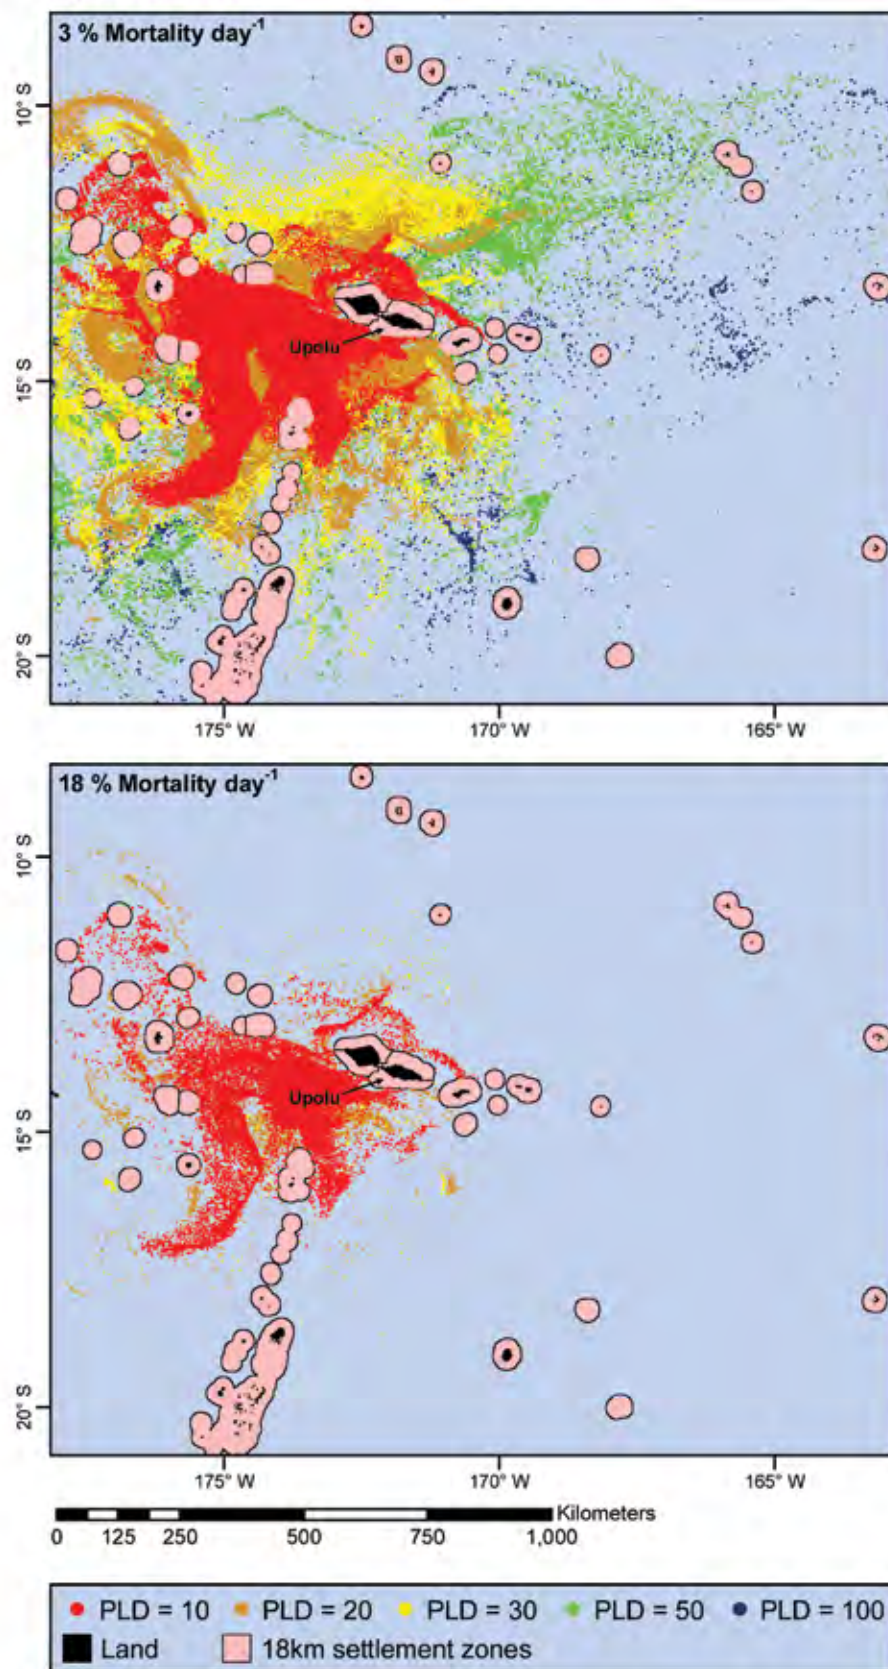 3 % Mortality day-1
10° S
15° S
20° S
Upolu
175° W
170° W
165° W
18 % Mortality day-1
10° S
15° S
20° S
Upolu
175° W
170° W
165° W
Kilometers
0 125 250 500 750 1,000
PLD = 10 PLD = 20 PLD = 30 PLD = 50 PLD = 100
Land 18km settlement zones